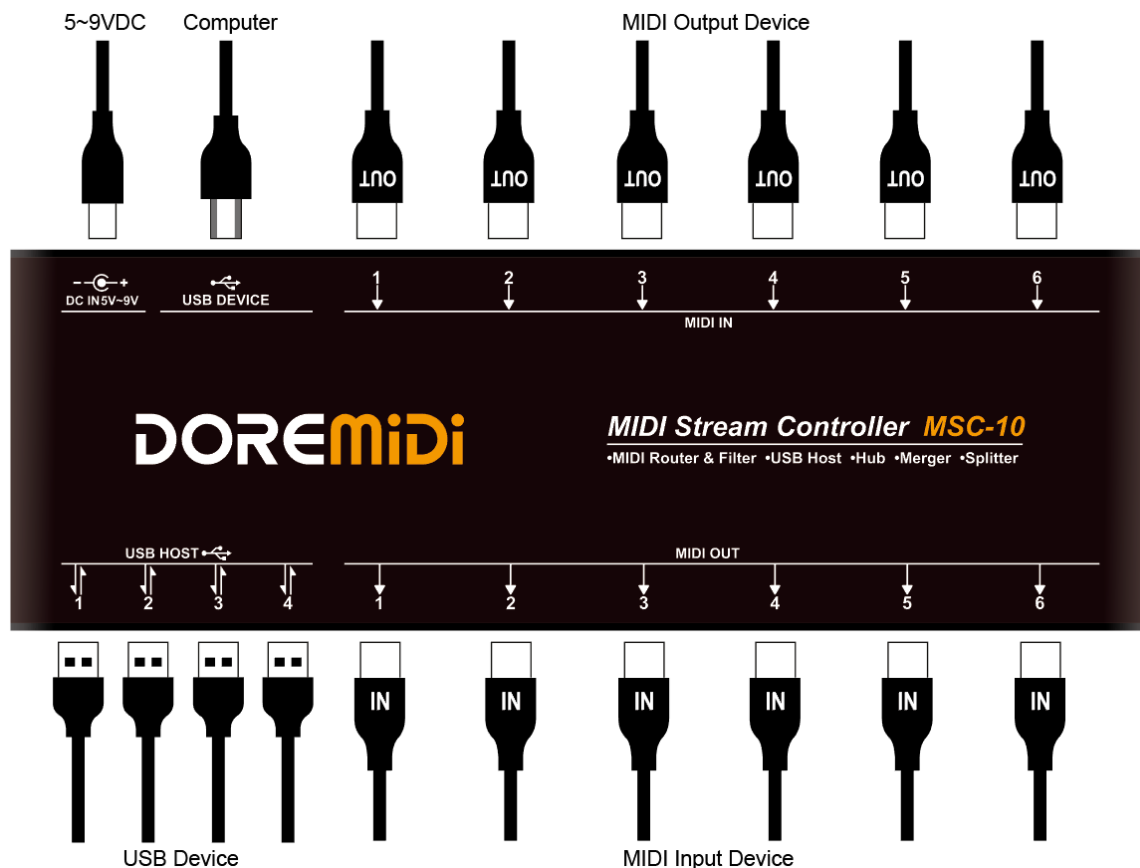 5~9VDC Computer MIDI Output Device
OUT OUT OUT OUT OUT OUT
1 2 3 4 5 6
DC IN5V~9V USB DEVICE
MIDI IN
DOREMiDi
MIDI Stream Controller MSC-10
•MIDI Router & Filter •USB Host •Hub •Merger •Splitter
USB HOST MIDI OUT
1 2 3 4 1 2 3 4 5 6
IN IN IN IN IN IN
USB Device MIDI Input Device